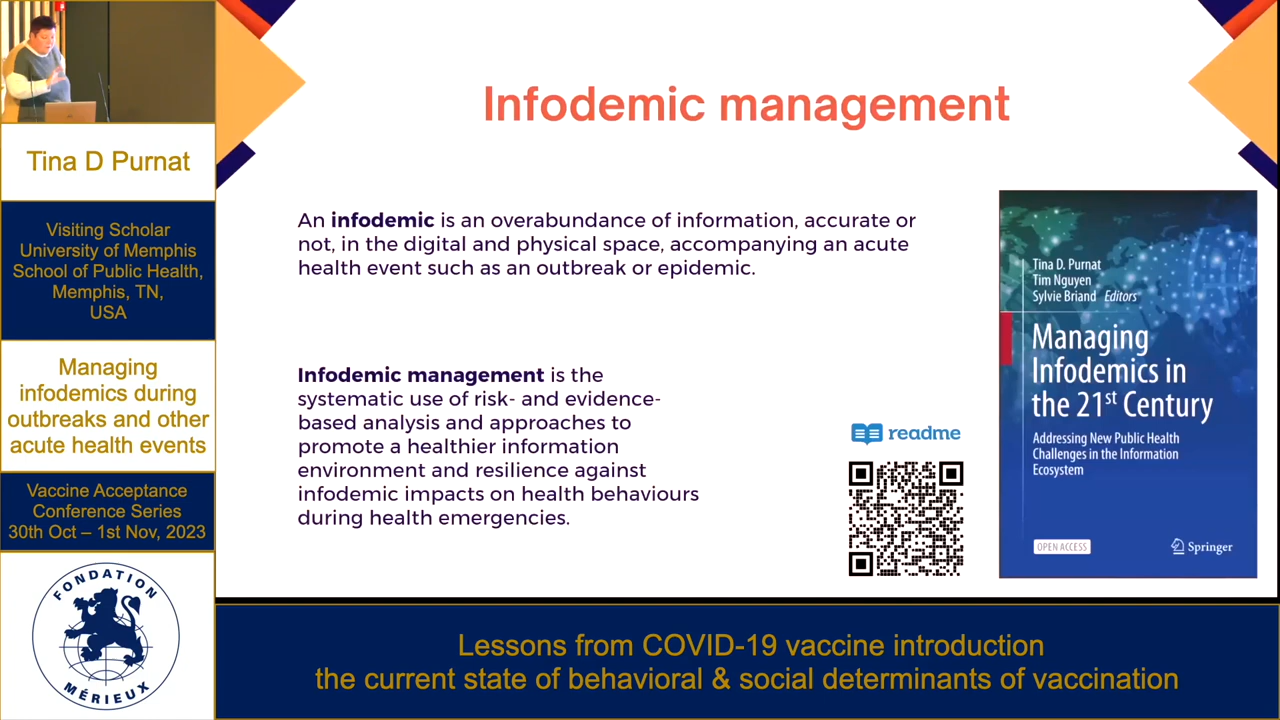 Tina D Purnat
Visiting Scholar
University of Memphis
School of Public Health,
Memphis, TN,
USA
Managing
infodemics during
outbreaks and other
acute health events
Vaccine Acceptance
Conference Series
30th Oct – 1st Nov, 2023
FONDATION
MÉRIEUX
Infodemic management
An infodemic is an overabundance of information, accurate or
not, in the digital and physical space, accompanying an acute
health event such as an outbreak or epidemic.
Infodemic management is the
systematic use of risk- and evidence-
based analysis and approaches to
promote a healthier information
environment and resilience against
infodemic impacts on health behaviours
during health emergencies.
readme
Tina D. Purnat
Tim Nguyen
Sylvie Briand Editors
Managing
Infodemics in
the 21st Century
Addressing New Public Health
Challenges in the Information
Ecosystem
OPEN ACCESS
Springer
Lessons from COVID-19 vaccine introduction
the current state of behavioral & social determinants of vaccination